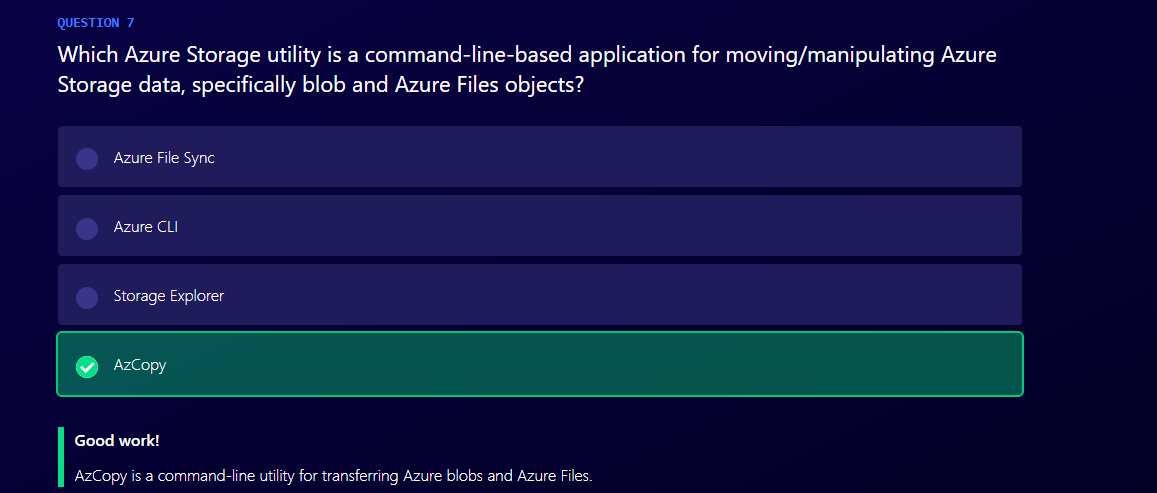 QUESTION 7
Which Azure Storage utility is a command-line-based application for moving/manipulating Azure
Storage data, specifically blob and Azure Files objects?
Azure File Sync
Azure CLI
Storage Explorer
AzCopy
Good work!
AzCopy is a command-line utility for transferring Azure blobs and Azure Files.